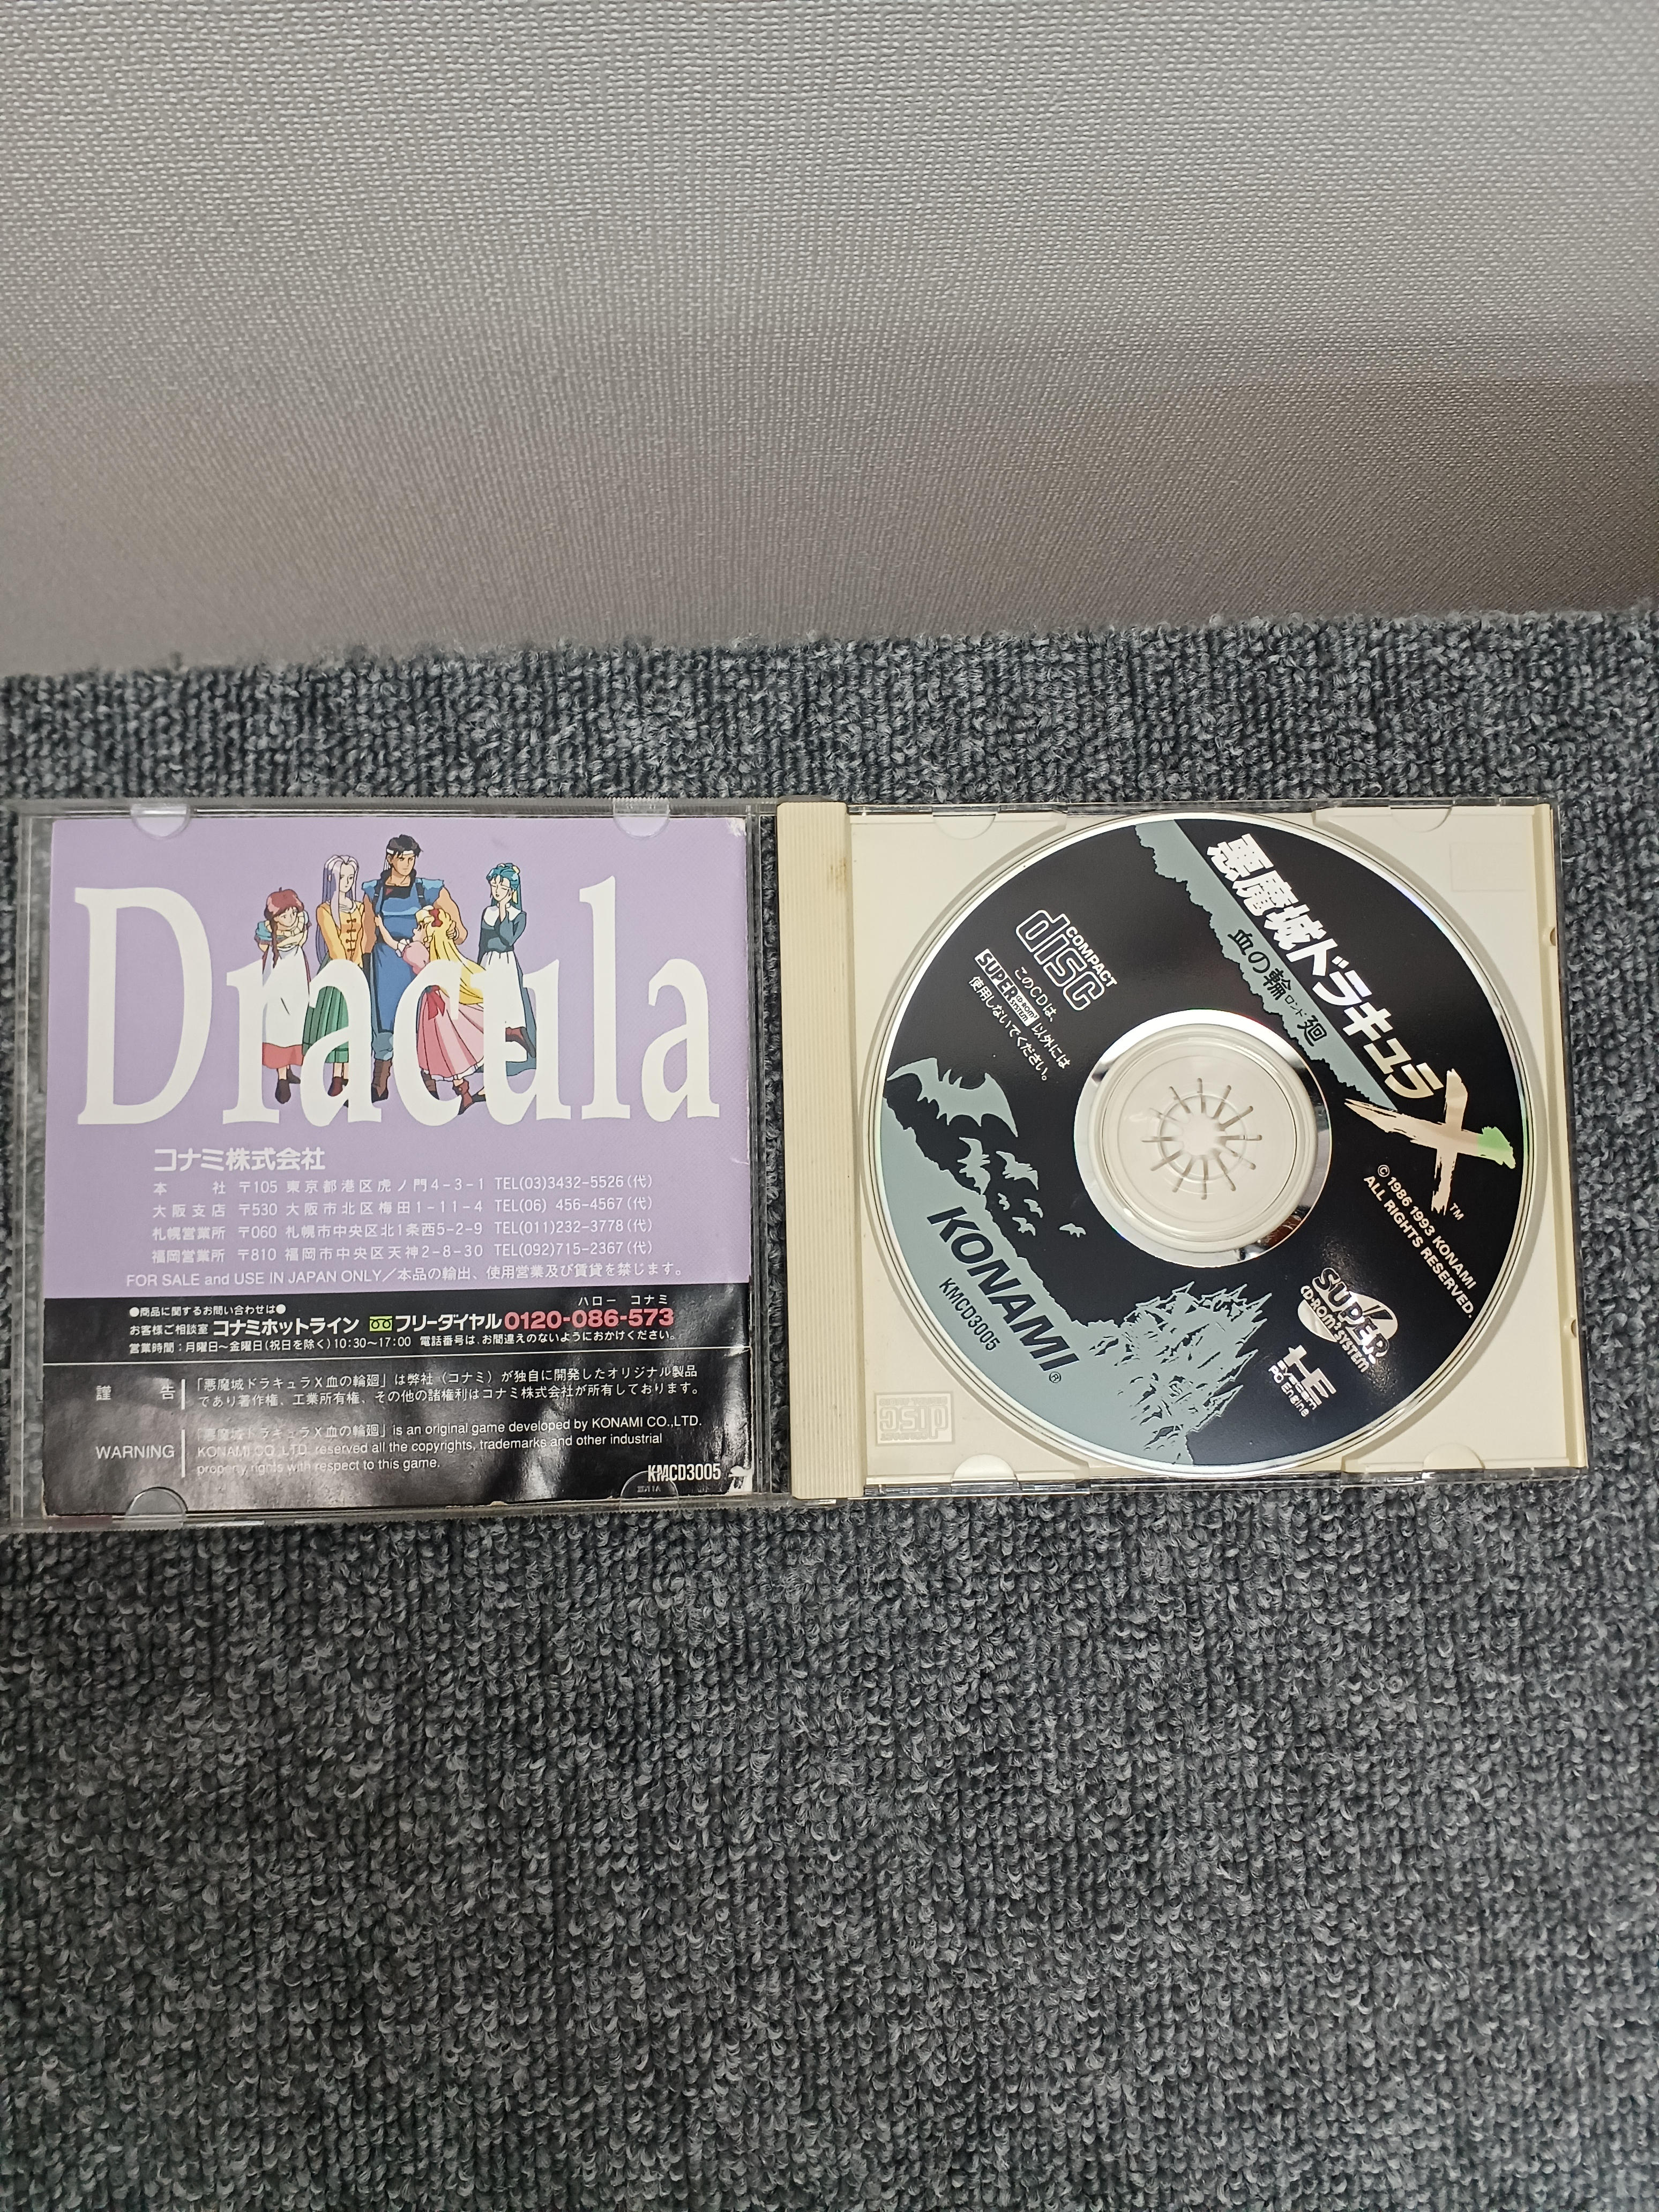 Dracula
コナミ株式会社
本 社 〒105 東京都港区虎ノ門4-3-1 TEL(03)3432-5526(代)
大阪支店 〒530 大阪市北区梅田1-11-4 TEL(06) 456-4567(代)
札幌営業所 〒060 札幌市中央区北1条西5-2-9 TEL(011)232-3778(代)
福岡営業所 〒810 福岡市中央区天神2-8-30 TEL(092)715-2367(代)
FOR SALE and USE IN JAPAN ONLY/本品の輸出、使用営業及び賃貸を禁じます。
●商品に関するお問い合わせは●
ハロー コナミ
お客様ご相談室 コナミホットライン フリーダイヤル 0120-086-573
営業時間:月曜日~金曜日(祝日を除く)10:30~17:00 電話番号は、お間違えのないようにおかけください。
謹 告 「悪魔城ドラキュラX血の輪廻」は弊社(コナミ)が独自に開発したオリジナル製品
であり著作権、工業所有権、その他の諸権利はコナミ株式会社が所有しております。
WARNING 「悪魔城ドラキュラX血の輪廻」is an original game developed by KONAMI CO.,LTD.
KONAMI CO.,LTD. reserved all the copyrights, trademarks and other industrial
property rights with respect to this game.
KMCD3005
悪魔城ドラキュラX
TM
血の輪廻
ロンド
COMPACT
disc
このCDは、
SUPER CD-ROM² SYSTEM 以外には
使用しないでください。
©1986 1993 KONAMI
ALL RIGHTS RESERVED.
KONAMI®
KMCD3005
SUPER
CD-ROM² SYSTEM
HE SYSTEM
PC Engine